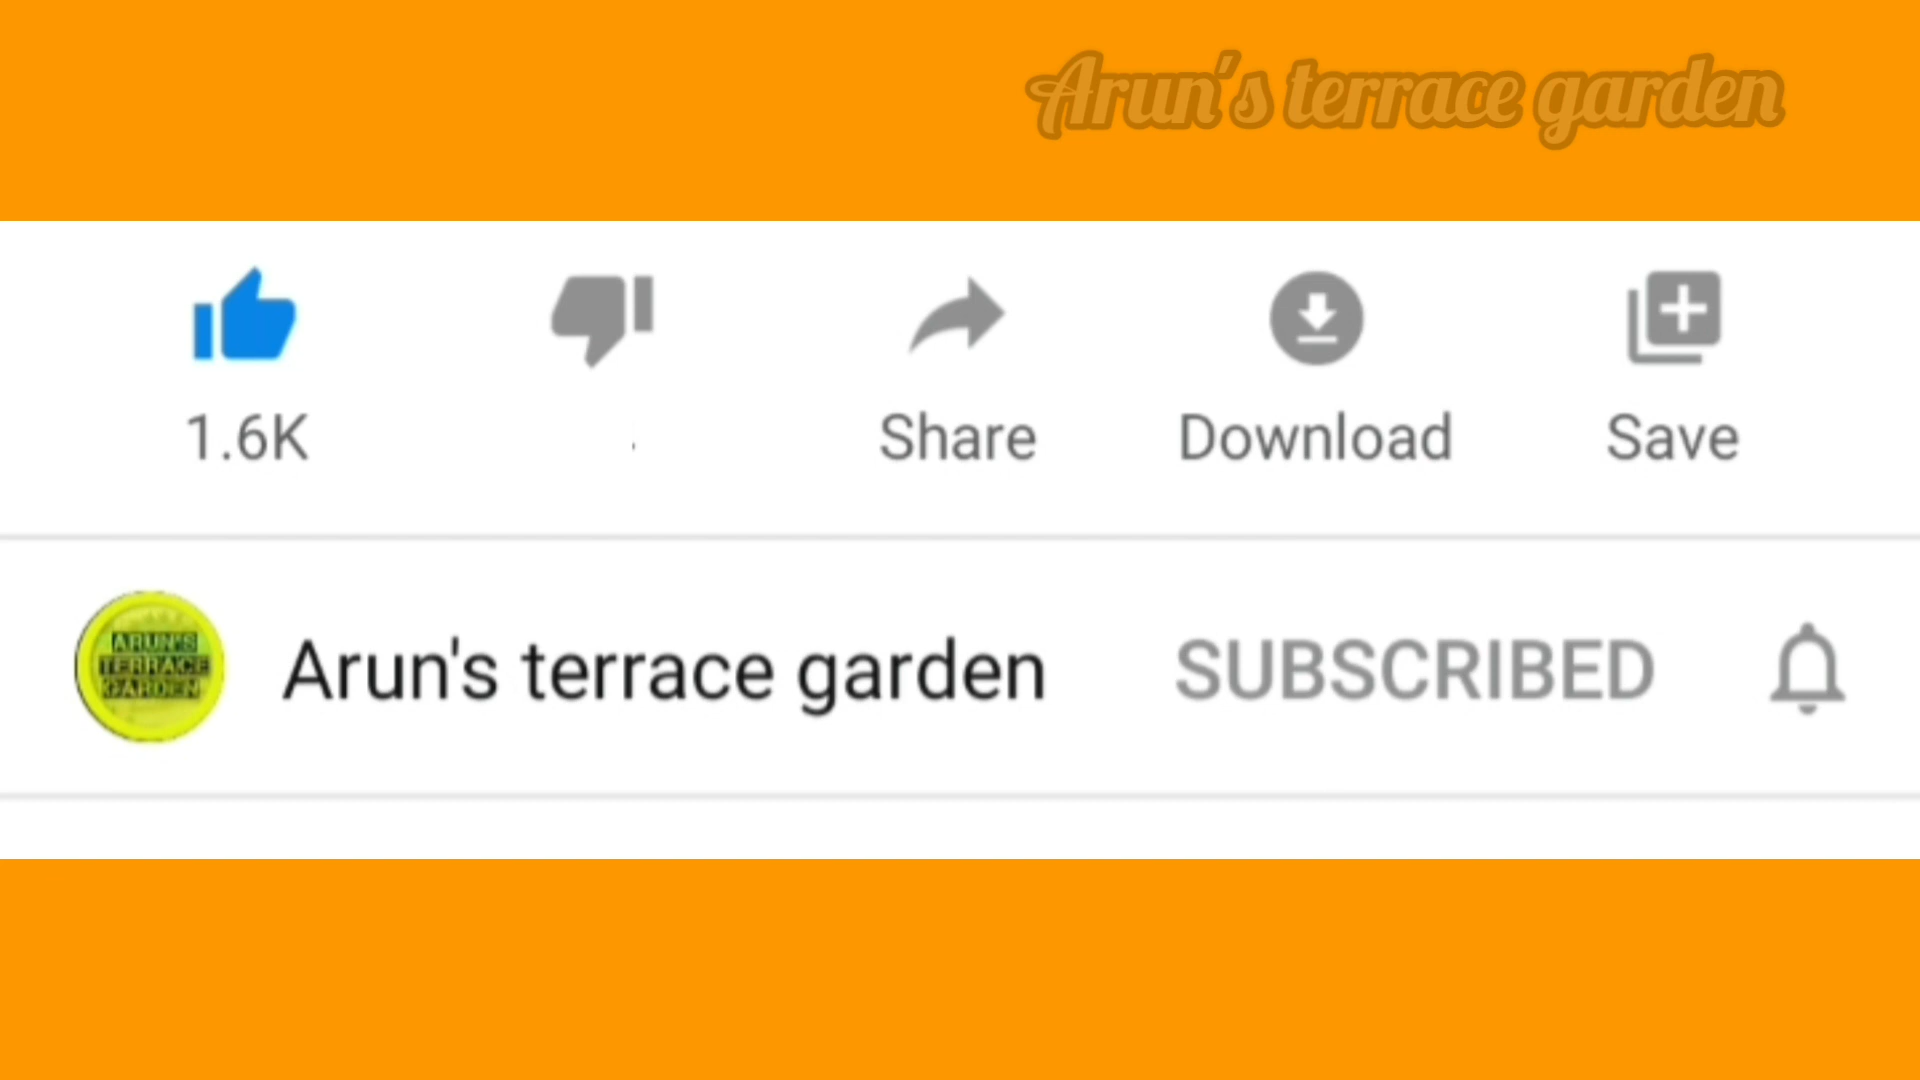 Arun's terrace garden
1.6K
Share
Download
Save
ARUN'S
TERRACE
GARDEN
Arun's terrace garden
SUBSCRIBED